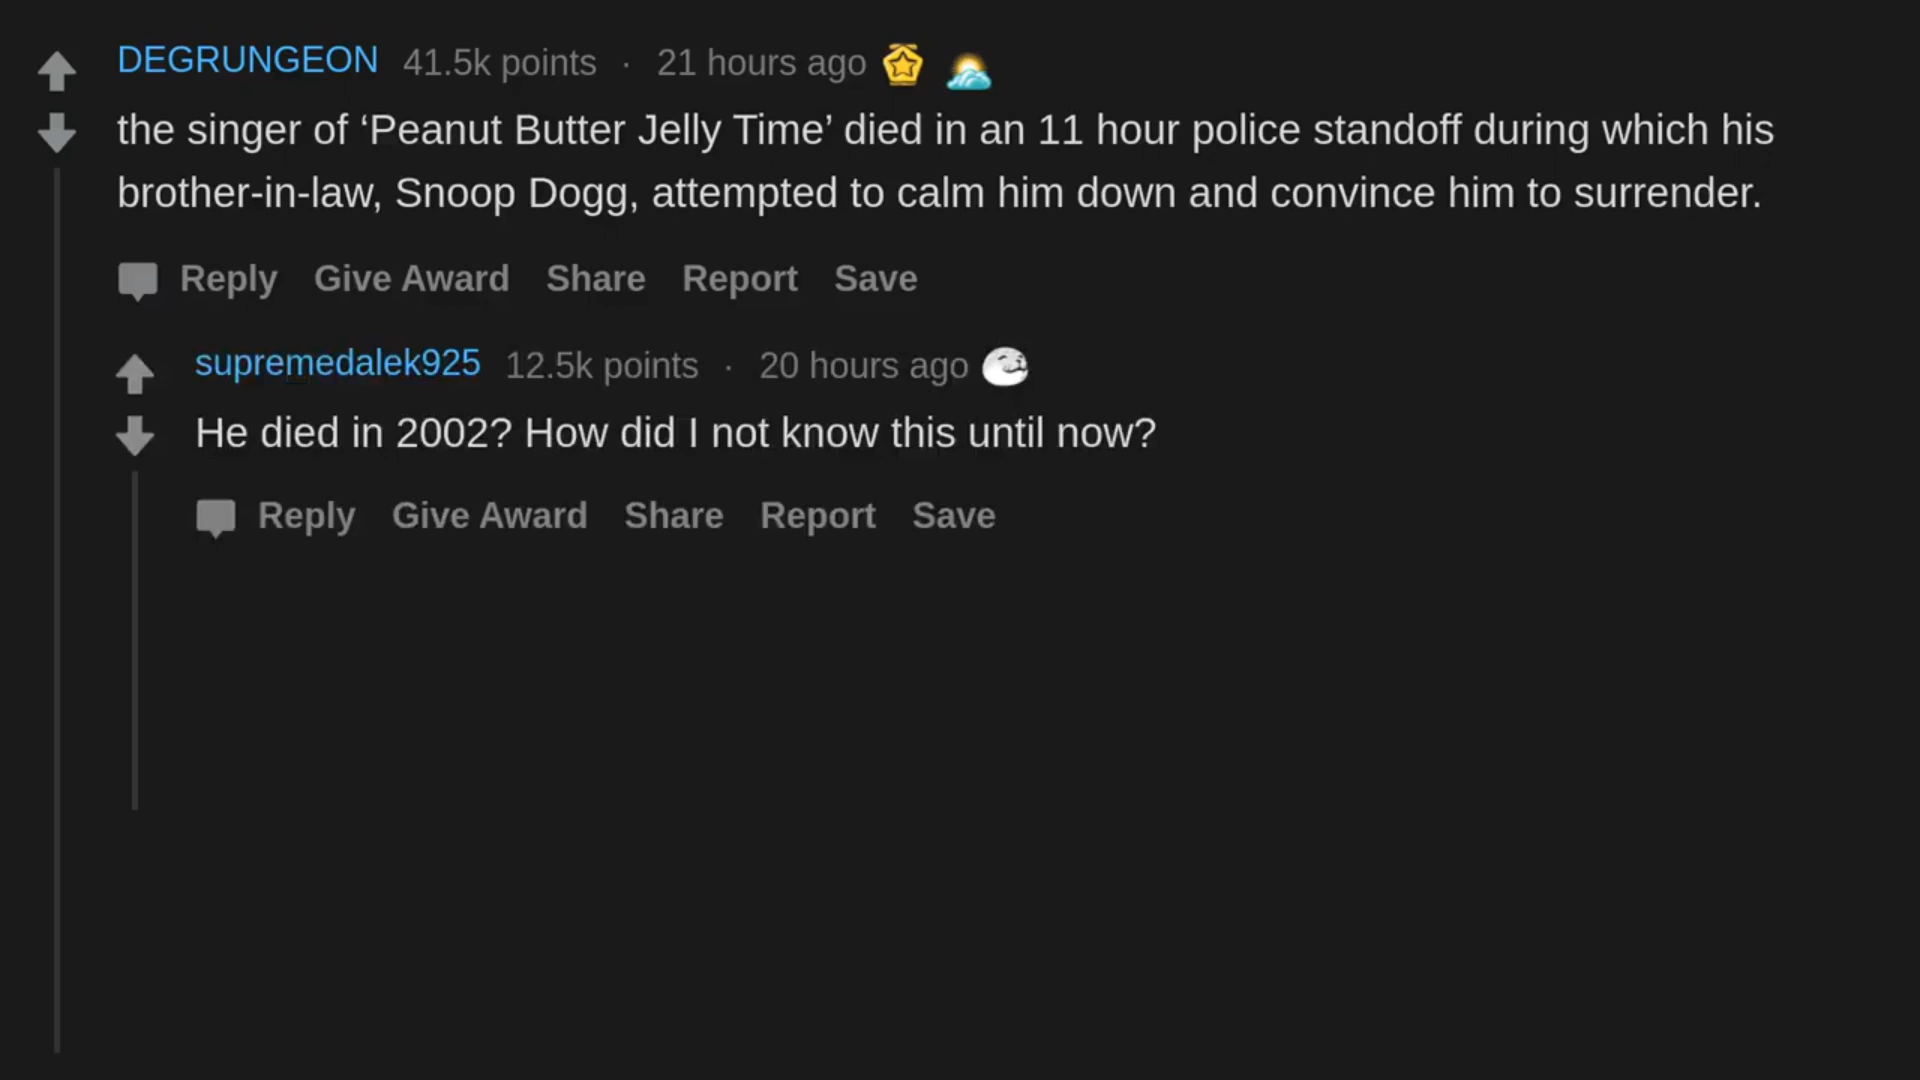 DEGRUNGEON 41.5k points · 21 hours ago
the singer of ‘Peanut Butter Jelly Time’ died in an 11 hour police standoff during which his
brother-in-law, Snoop Dogg, attempted to calm him down and convince him to surrender.
Reply Give Award Share Report Save
supremedalek925 12.5k points · 20 hours ago
He died in 2002? How did I not know this until now?
Reply Give Award Share Report Save